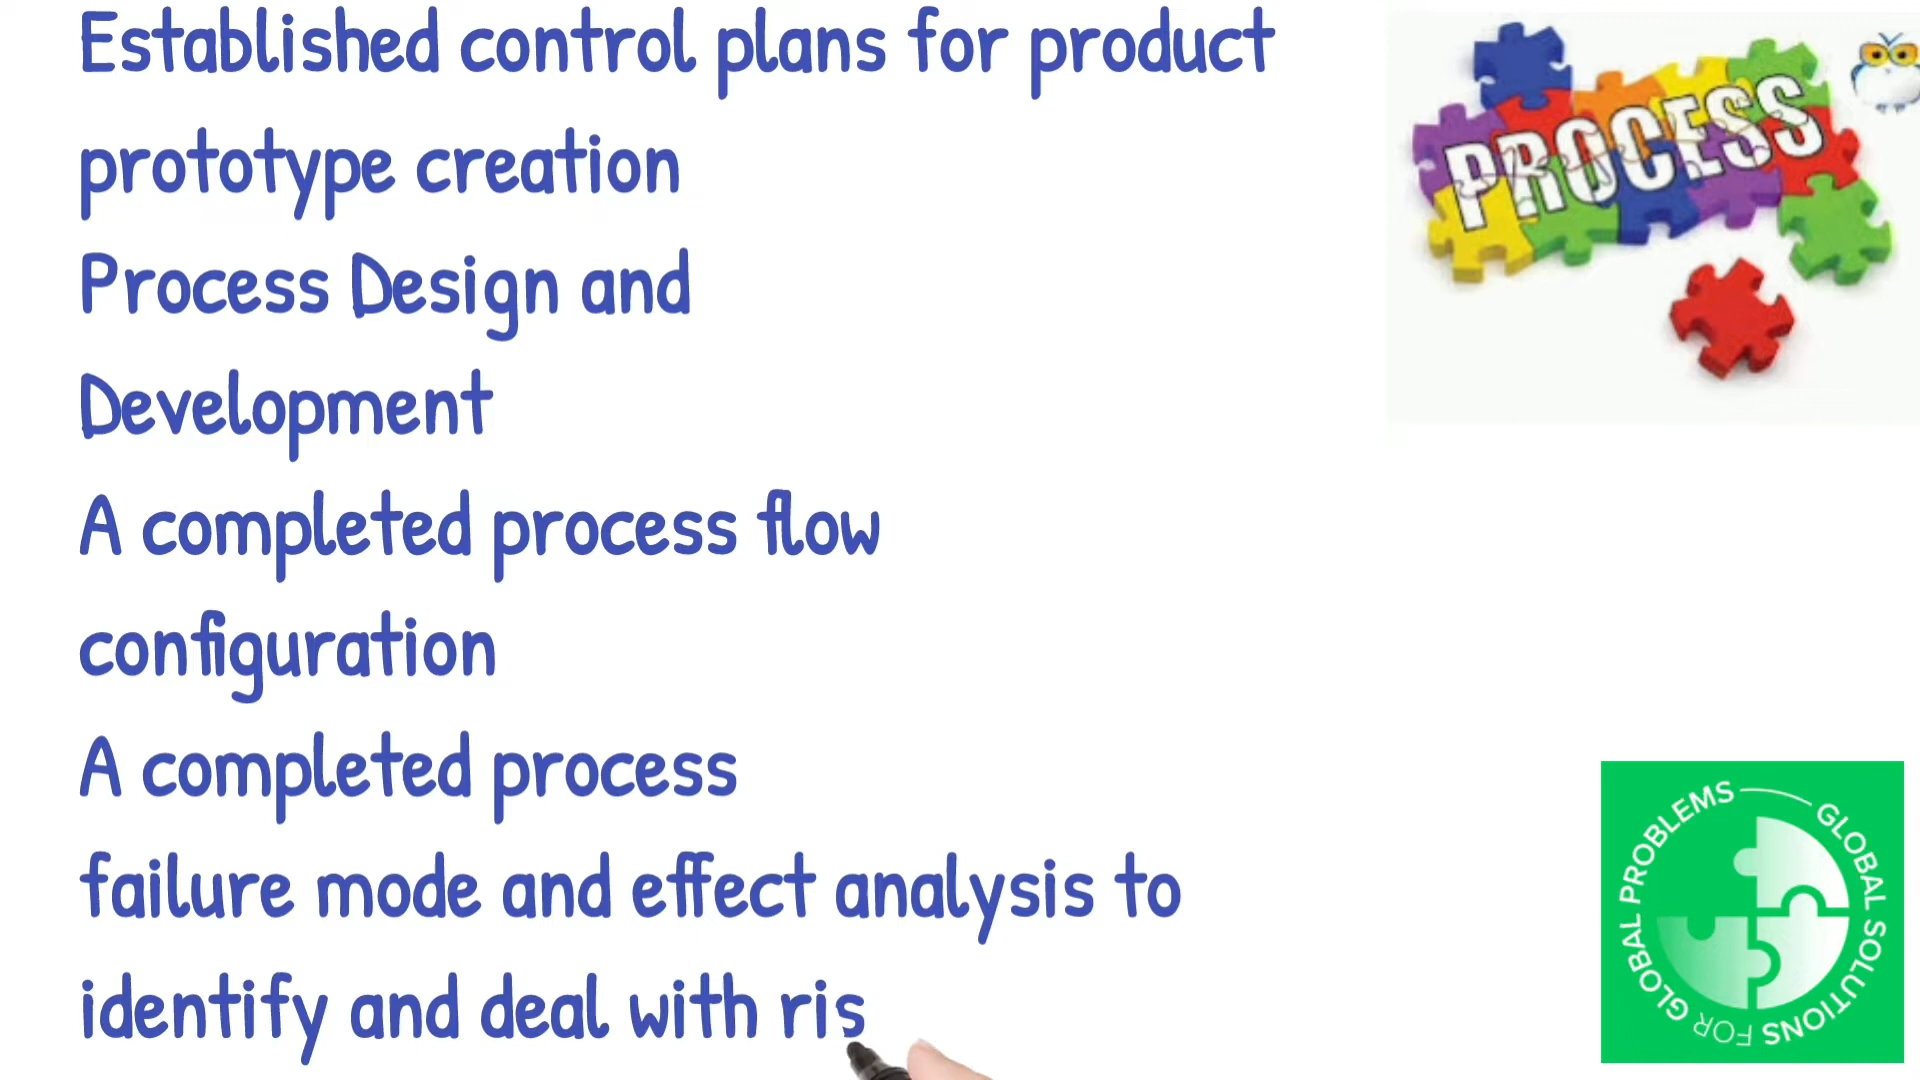 Established control plans for product
prototype creation
Process Design and
Development
A completed process flow
configuration
A completed process
failure mode and effect analysis to
identify and deal with ris
PROCESS
GLOBAL SOLUTIONS FOR GLOBAL PROBLEMS